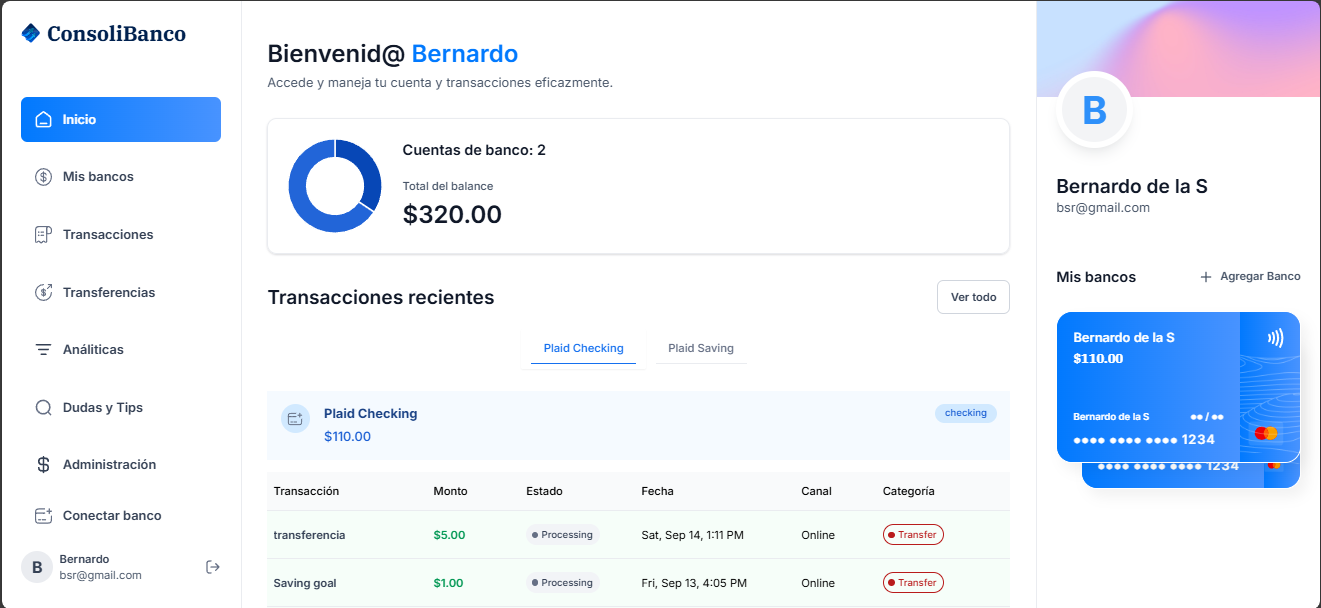 ConsoliBanco
Inicio
Mis bancos
Transacciones
Transferencias
Análiticas
Dudas y Tips
Administración
Conectar banco
B
Bernardo
bsr@gmail.com
Bienvenid@ Bernardo
Accede y maneja tu cuenta y transacciones eficazmente.
Cuentas de banco: 2
Total del balance
$320.00
Transacciones recientes
Ver todo
Plaid Checking Plaid Saving
Plaid Checking
$110.00
checking
Transacción Monto Estado Fecha Canal Categoría
transferencia $5.00 Processing Sat, Sep 14, 1:11 PM Online Transfer
Saving goal $1.00 Processing Fri, Sep 13, 4:05 PM Online Transfer
B
Bernardo de la S
bsr@gmail.com
Mis bancos
+ Agregar Banco
Bernardo de la S
$110.00
Bernardo de la S ●● / ●●
●●●● ●●●● ●●●● 1234
●●●● ●●●● ●●●● 1234